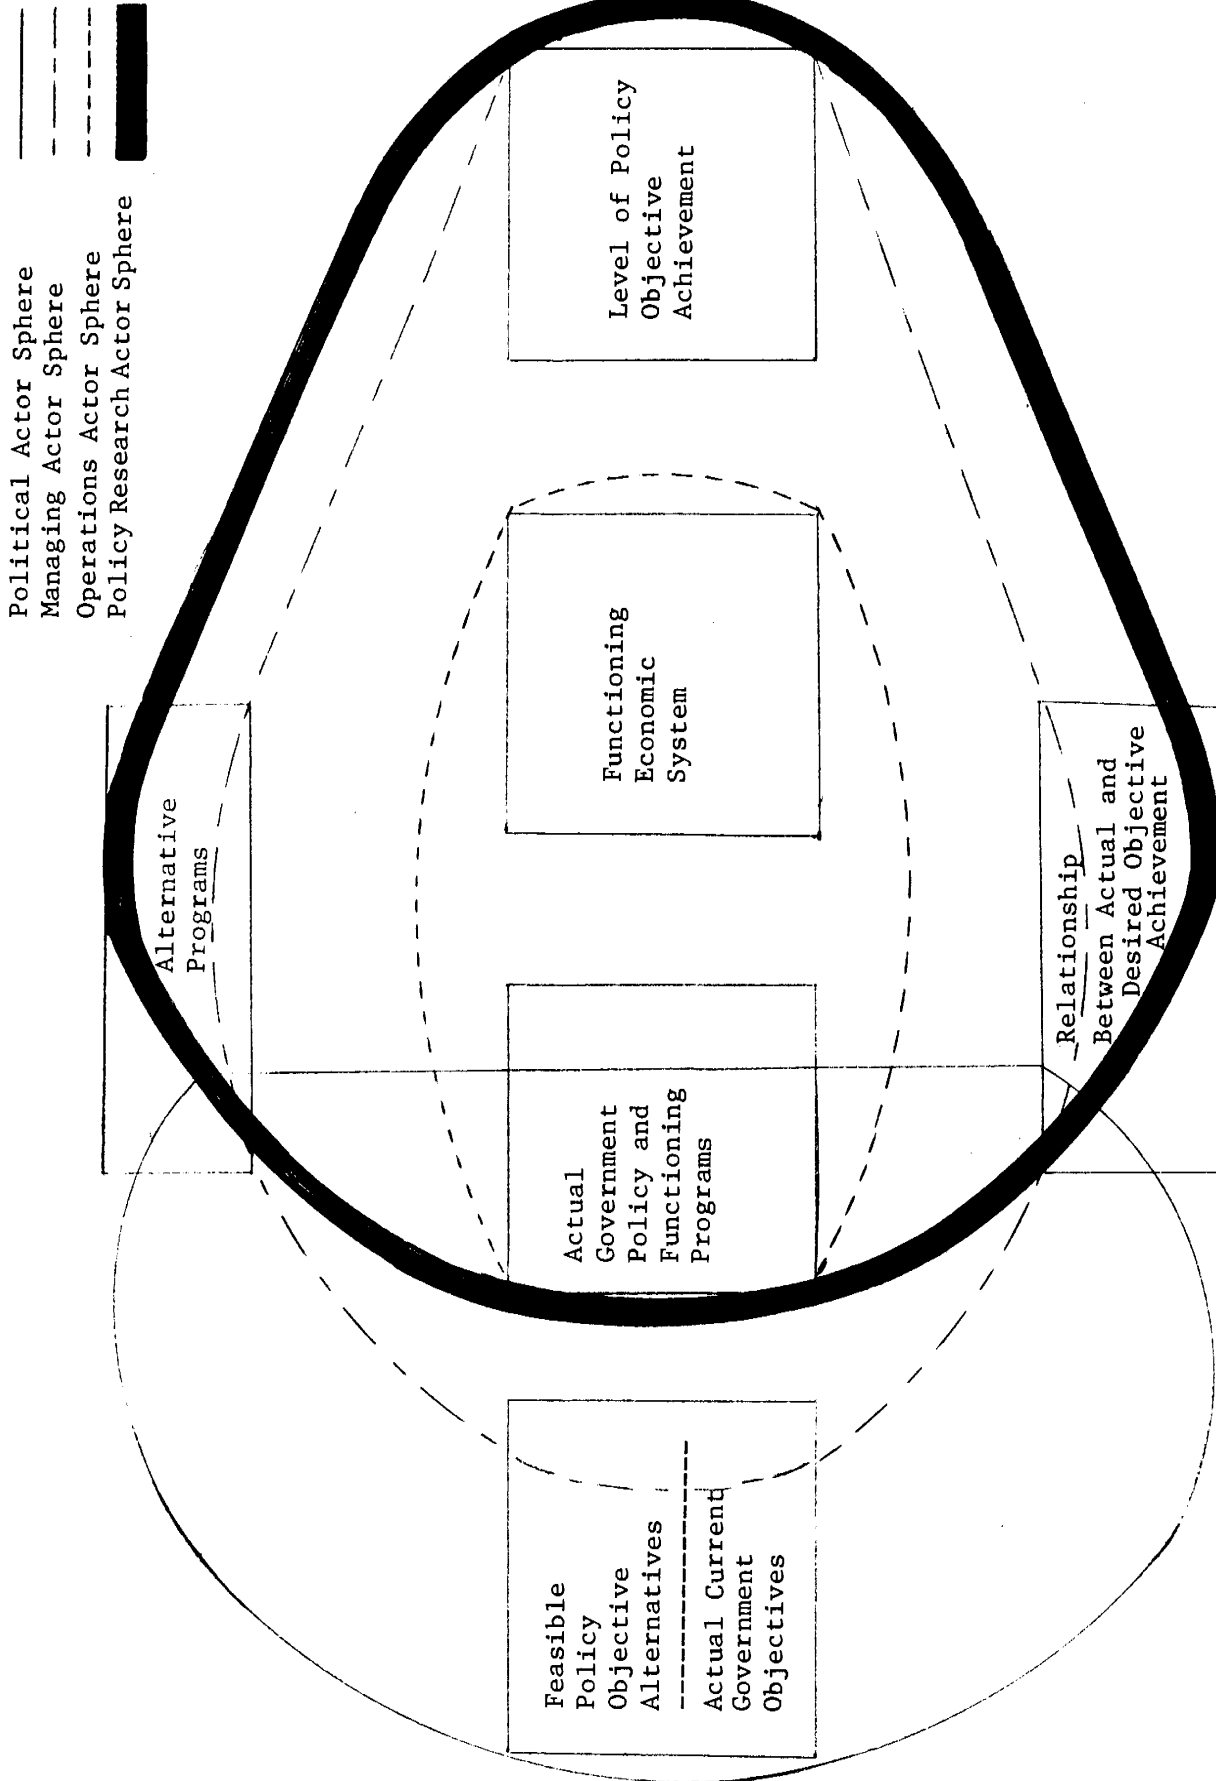 Political Actor Sphere
Managing Actor Sphere
Operations Actor Sphere
Policy Research Actor Sphere
Alternative
Programs
Feasible
Policy
Objective
Alternatives
Actual Current
Government
Objectives
Actual
Government
Policy and
Functioning
Programs
Functioning
Economic
System
Level of Policy
Objective
Achievement
Relationship
Between Actual and
Desired Objective
Achievement